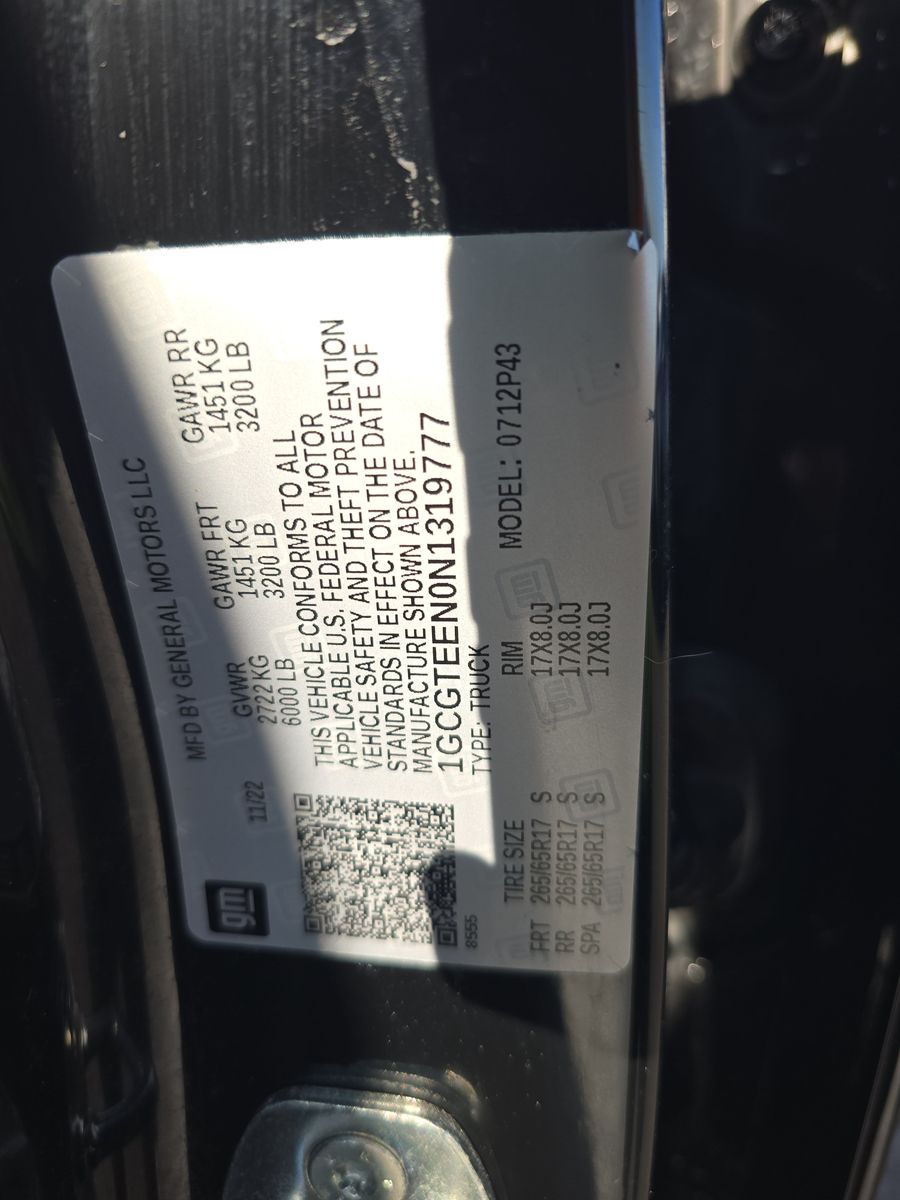 gm
MFD BY GENERAL MOTORS LLC
11/22
GVWR GAWR FRT GAWR RR
2722 KG 1451 KG 1451 KG
6000 LB 3200 LB 3200 LB
THIS VEHICLE CONFORMS TO ALL
APPLICABLE U.S. FEDERAL MOTOR
VEHICLE SAFETY AND THEFT PREVENTION
STANDARDS IN EFFECT ON THE DATE OF
MANUFACTURE SHOWN ABOVE.
1GCGTEEN0N1319777
8555
TYPE: TRUCK MODEL: 0712P43
TIRE SIZE RIM
FRT 265/65R17 S 17X8.0J
RR 265/65R17 S 17X8.0J
SPA 265/65R17 S 17X8.0J